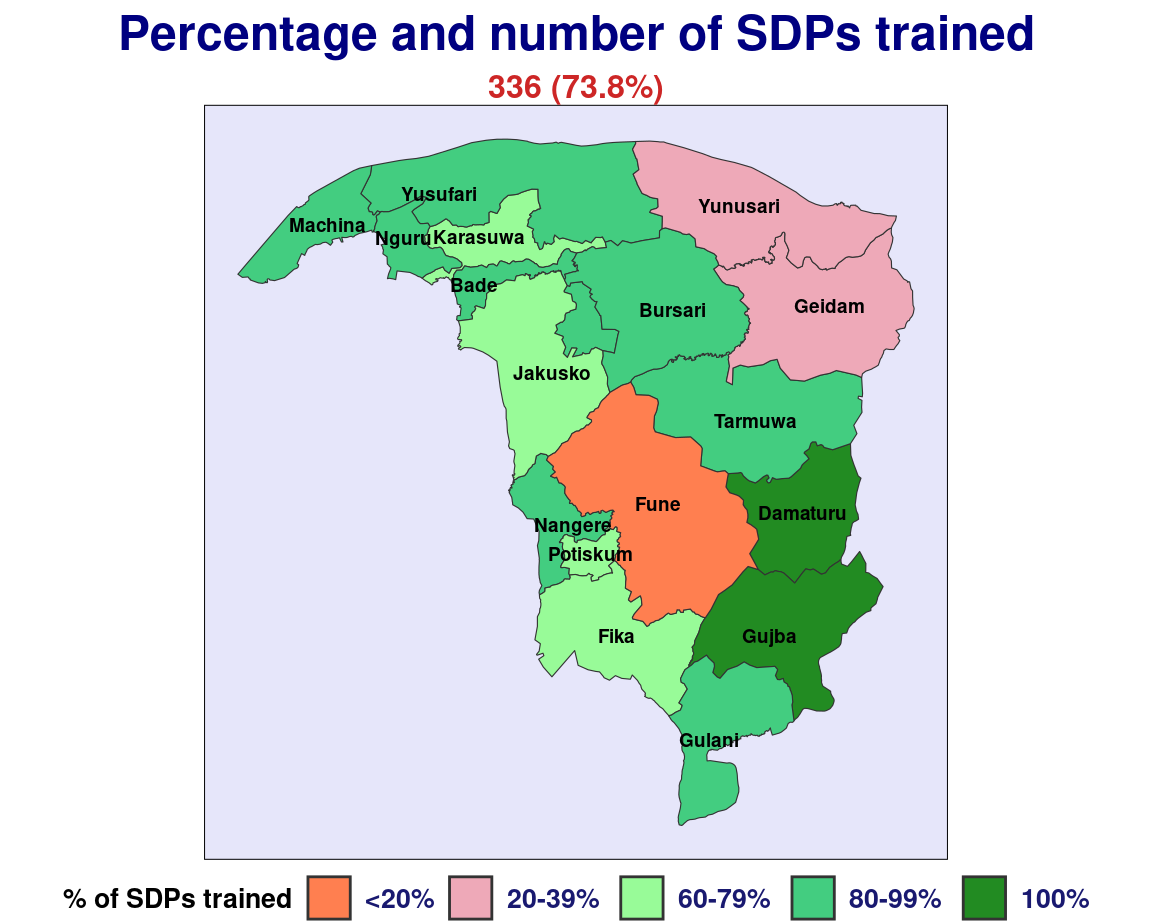 Percentage and number of SDPs trained
336 (73.8%)
Yusufari
Yunusari
Machina
Nguru
Karasuwa
Bade
Bursari
Geidam
Jakusko
Tarmuwa
Fune
Damaturu
Nangere
Potiskum
Fika
Gujba
Gulani
% of SDPs trained <20% 20-39% 60-79% 80-99% 100%